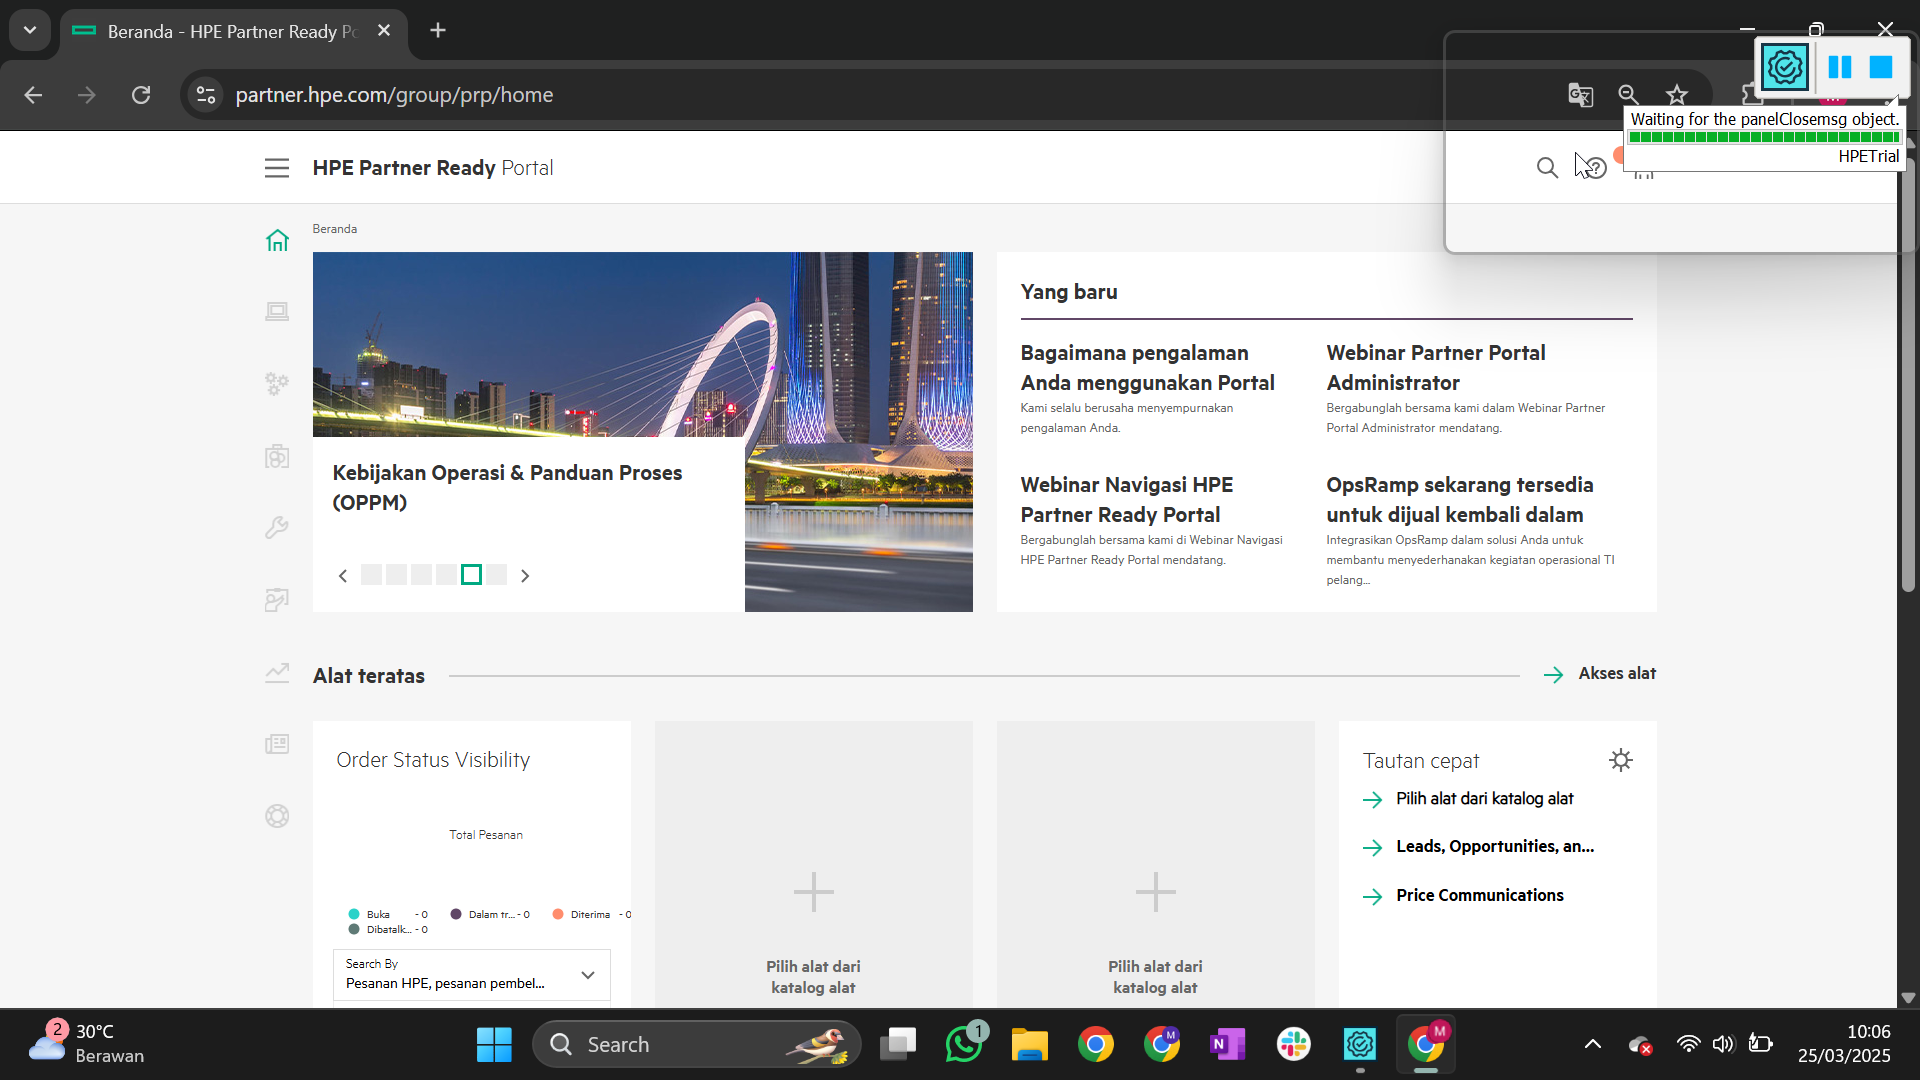 Beranda - HPE Partner Ready Po
partner.hpe.com/group/prp/home
Waiting for the panelClosemsg object.
HPETrial
HPE Partner Ready Portal
Beranda
Kebijakan Operasi & Panduan Proses
(OPPM)
Yang baru
Bagaimana pengalaman
Anda menggunakan Portal
Kami selalu berusaha menyempurnakan
pengalaman Anda.
Webinar Partner Portal
Administrator
Bergabunglah bersama kami dalam Webinar Partner
Portal Administrator mendatang.
Webinar Navigasi HPE
Partner Ready Portal
Bergabunglah bersama kami di Webinar Navigasi
HPE Partner Ready Portal mendatang.
OpsRamp sekarang tersedia
untuk dijual kembali dalam
Integrasikan OpsRamp dalam solusi Anda untuk
membantu menyederhanakan kegiatan operasional TI
pelang...
Alat teratas
Akses alat
Order Status Visibility
Total Pesanan
Buka - 0
Dalam tr... - 0
Diterima - 0
Dibatalk... - 0
Search By
Pesanan HPE, pesanan pembel...
Pilih alat dari
katalog alat
Pilih alat dari
katalog alat
Tautan cepat
Pilih alat dari katalog alat
Leads, Opportunities, an...
Price Communications
2
30°C
Berawan
Search
1
M
N
M
10:06
25/03/2025